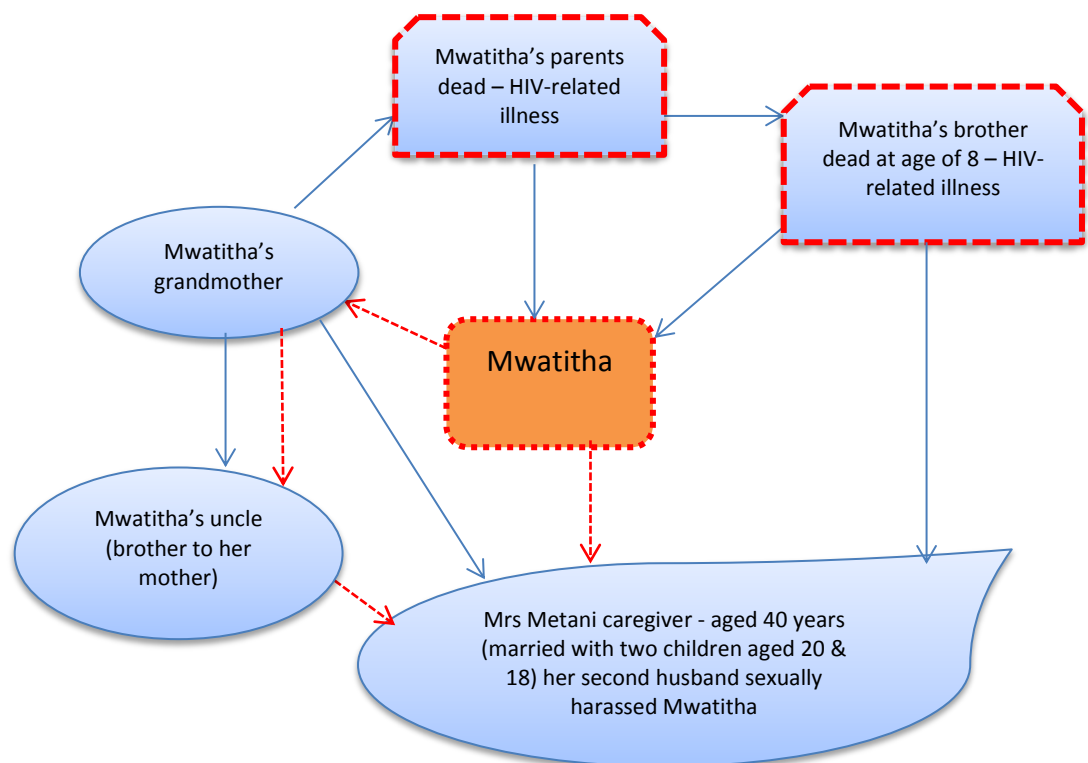 Mwatitha’s parents
dead – HIV-related
illness
Mwatitha’s brother
dead at age of 8 – HIV-
related illness
Mwatitha’s
grandmother
Mwatitha
Mwatitha’s uncle
(brother to her
mother)
Mrs Metani caregiver - aged 40 years
(married with two children aged 20 &
18) her second husband sexually
harassed Mwatitha